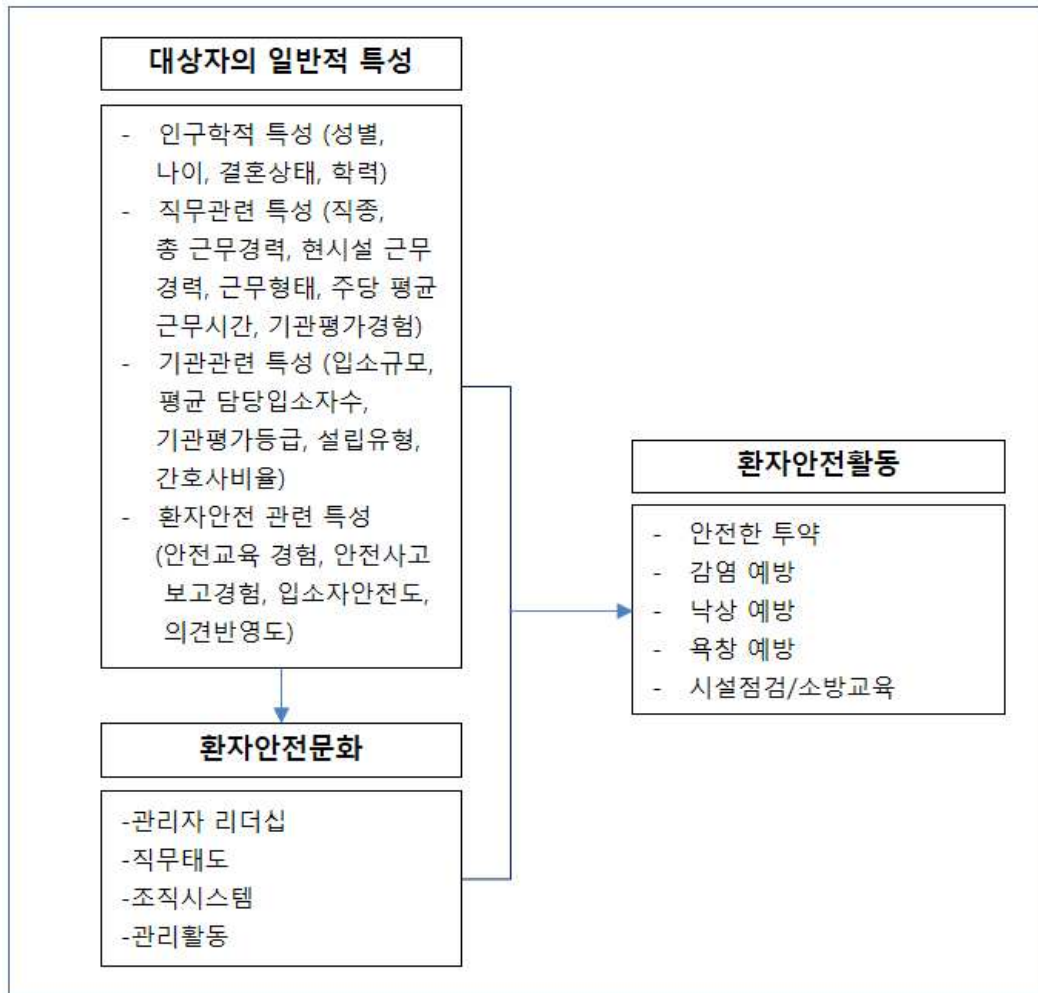 대상자의 일반적 특성
- 인구학적 특성 (성별,
나이, 결혼상태, 학력)
- 직무관련 특성 (직종,
총 근무경력, 현시설 근무
경력, 근무형태, 주당 평균
근무시간, 기관평가경험)
- 기관관련 특성 (입소규모,
평균 담당입소자수,
기관평가등급, 설립유형,
간호사비율)
- 환자안전 관련 특성
(안전교육 경험, 안전사고
보고경험, 입소자안전도,
의견반영도)
환자안전문화
-관리자 리더십
-직무태도
-조직시스템
-관리활동
환자안전활동
- 안전한 투약
- 감염 예방
- 낙상 예방
- 욕창 예방
- 시설점검/소방교육